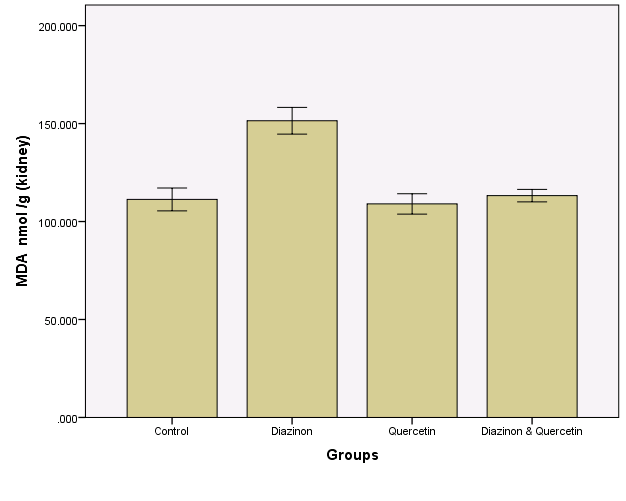 200.000
150.000
100.000
50.000
.000
MDA nmol /g (kidney)
Control Diazinon Quercetin Diazinon & Quercetin
Groups